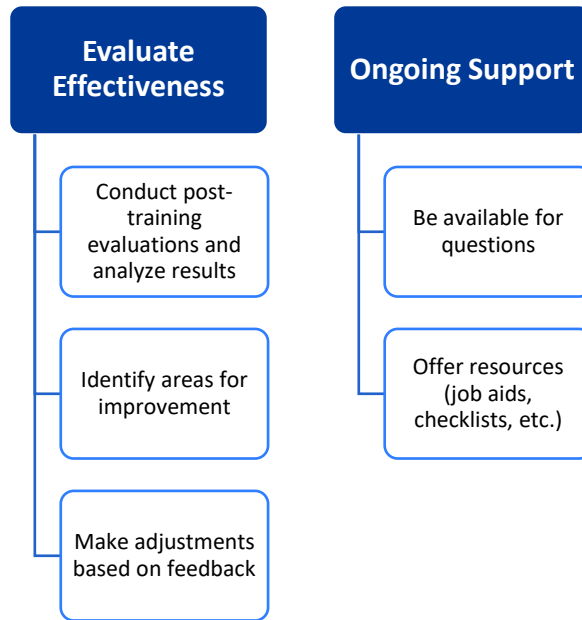 Evaluate
Effectiveness
Conduct post-
training
evaluations and
analyze results
Identify areas for
improvement
Make adjustments
based on feedback
Ongoing Support
Be available for
questions
Offer resources
(job aids,
checklists, etc.)